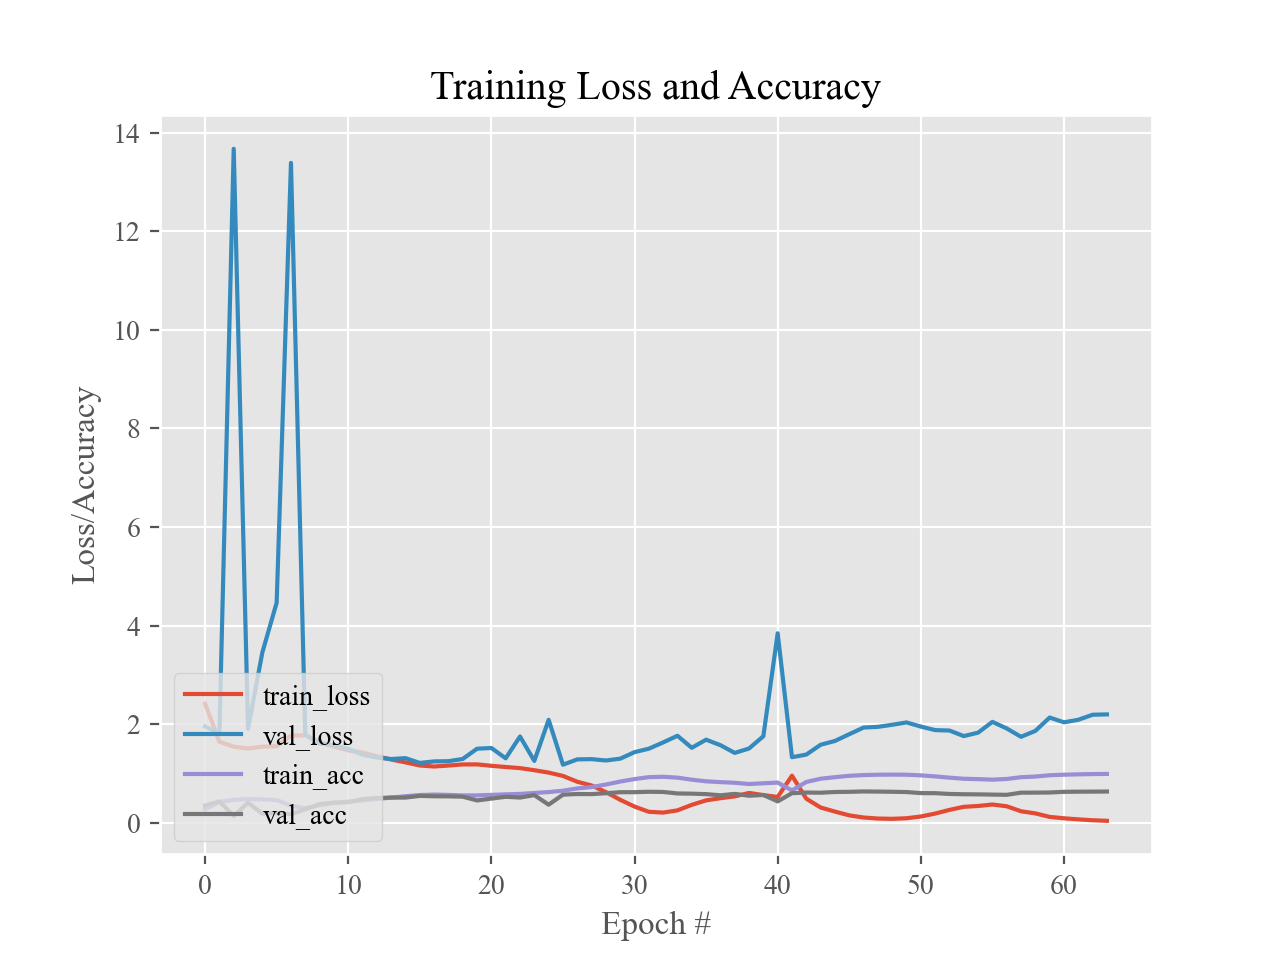 Training Loss and Accuracy
14
12
10
8
6
4
2
0
Loss/Accuracy
train_loss
val_loss
train_acc
val_acc
0 10 20 30 40 50 60
Epoch #